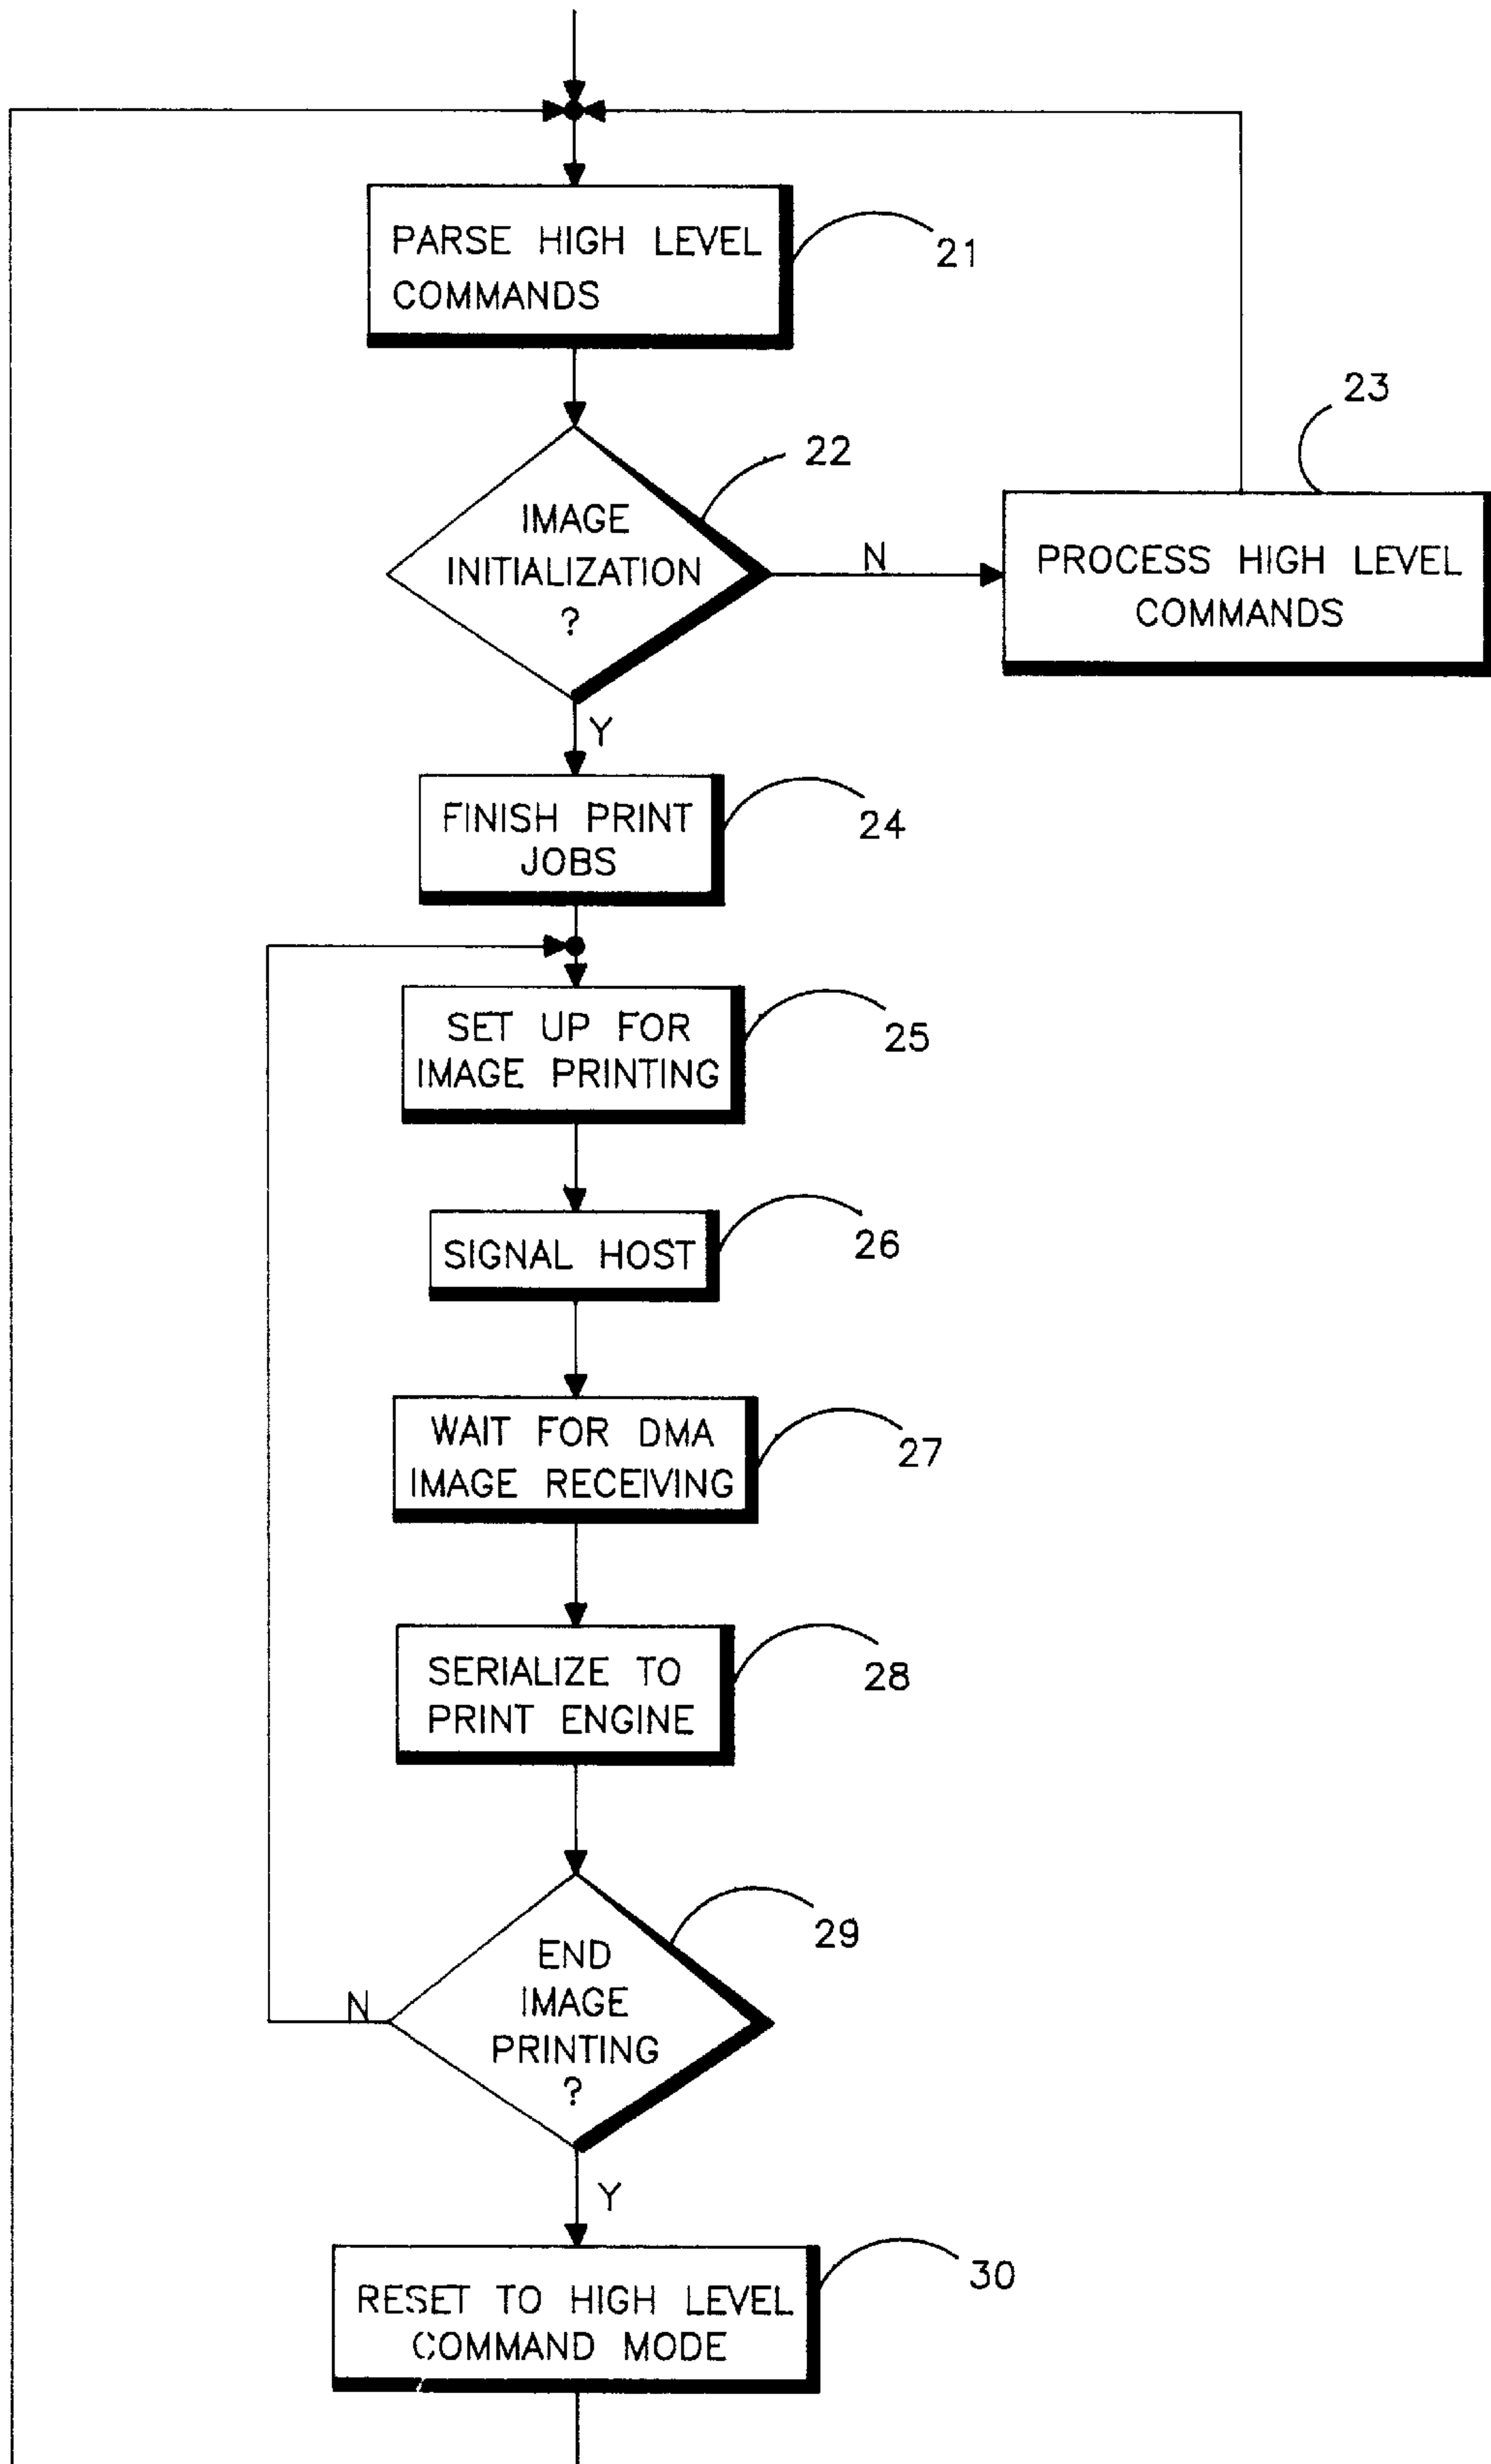 PARSE HIGH LEVEL
COMMANDS
21
22
IMAGE
INITIALIZATION
?
N
23
PROCESS HIGH LEVEL
COMMANDS
Y
FINISH PRINT
JOBS
24
SET UP FOR
IMAGE PRINTING
25
SIGNAL HOST
26
WAIT FOR DMA
IMAGE RECEIVING
27
SERIALIZE TO
PRINT ENGINE
28
29
END
IMAGE
PRINTING
?
N
Y
RESET TO HIGH LEVEL
COMMAND MODE
30